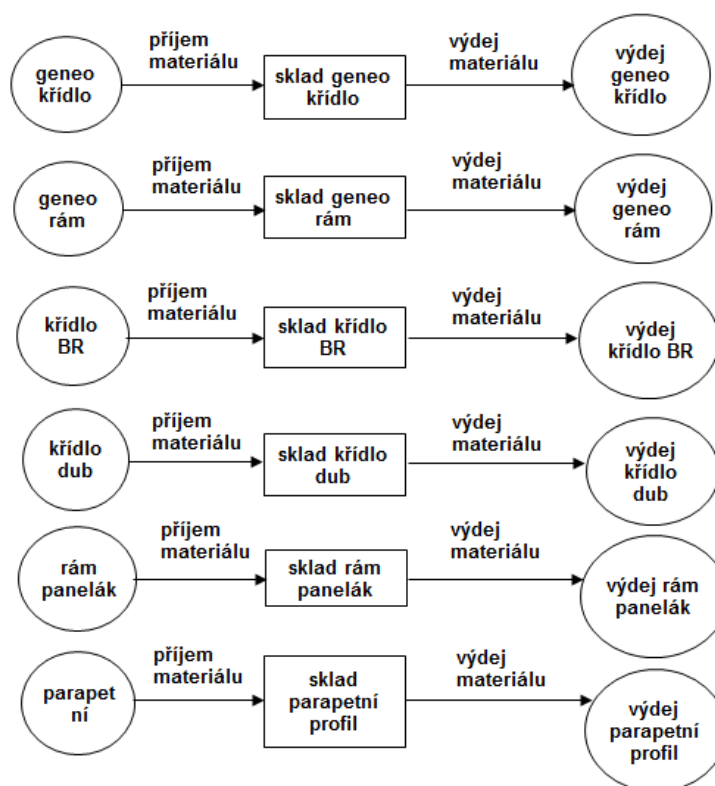 geneo
křídlo
příjem
materiálu
sklad geneo
křídlo
výdej
materiálu
výdej
geneo
křídlo
geneo
rám
příjem
materiálu
sklad geneo
rám
výdej
materiálu
výdej
geneo
rám
křídlo
BR
příjem
materiálu
sklad křídlo
BR
výdej
materiálu
výdej
křídlo BR
křídlo
dub
příjem
materiálu
sklad křídlo
dub
výdej
materiálu
výdej
křídlo
dub
rám
panelák
příjem
materiálu
sklad rám
panelák
výdej
materiálu
výdej rám
panelák
parapet
ní
příjem
materiálu
sklad
parapetní
profil
výdej
materiálu
výdej
parapetní
profil